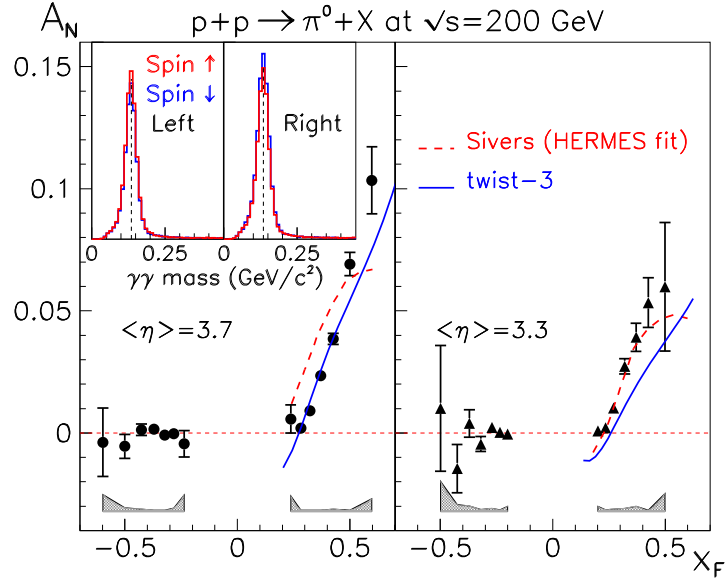 A_N p+p → π⁰+X at √s=200 GeV
0.15
0.1
0.05
0
Spin ↑
Spin ↓
Left
Right
0 0.25 0 0.25
γγ mass (GeV/c²)
Sivers (HERMES fit)
twist−3
<η>=3.7
<η>=3.3
−0.5 0 0.5 −0.5 0 0.5
X_F